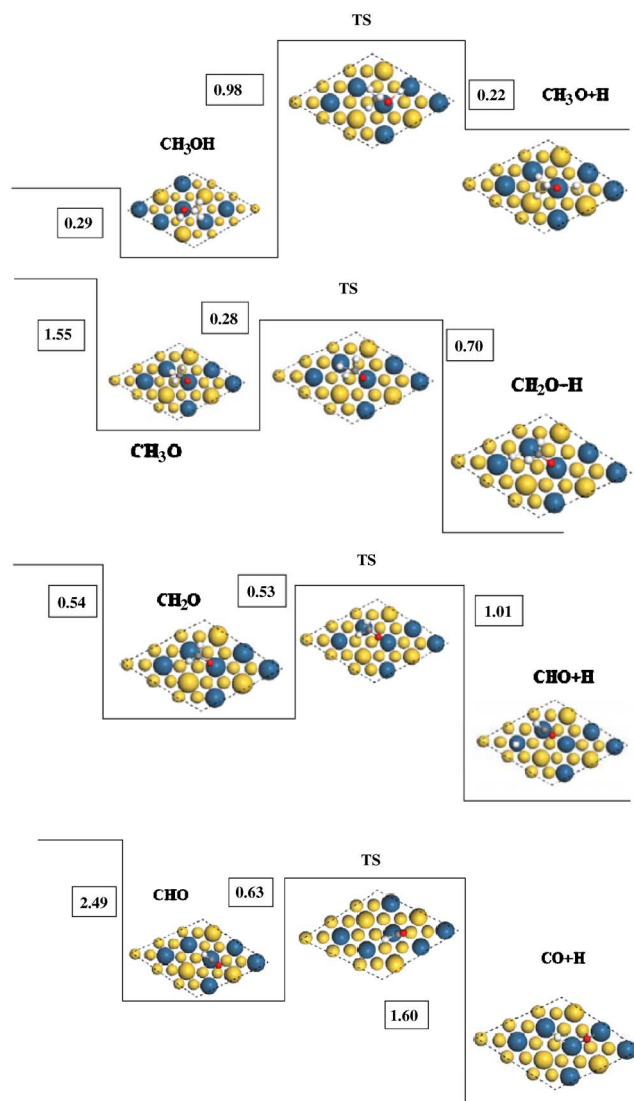 TS
0.98
0.22
CH₃O+H
CH₃OH
0.29
TS
1.55
0.28
0.70
CH₂O-H
CH₃O
TS
0.54
CH₂O
0.53
1.01
CHO+H
TS
2.49
CHO
0.63
CO+H
1.60